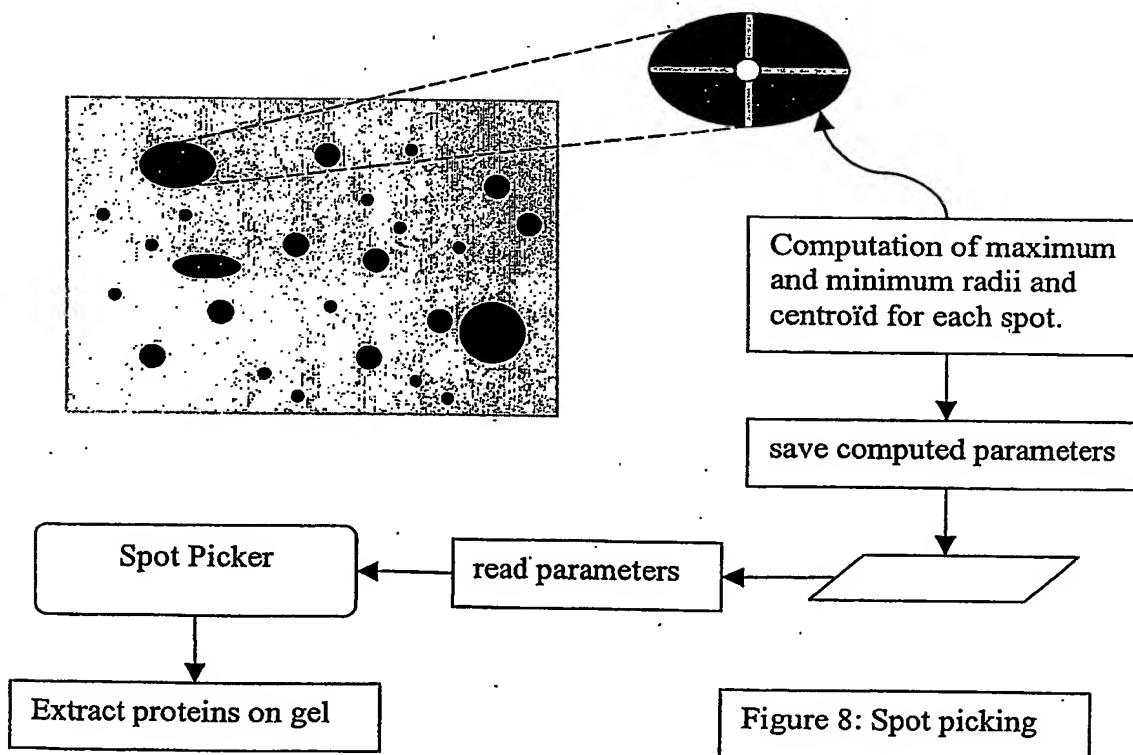 Computation of maximum
and minimum radii and
centroïd for each spot.
save computed parameters
read parameters
Spot Picker
Extract proteins on gel
Figure 8: Spot picking